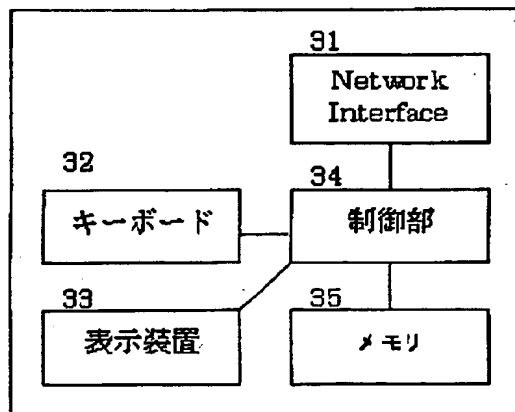 31
Network
Interface
32
キーボード
34
制御部
33
表示装置
35
メモリ